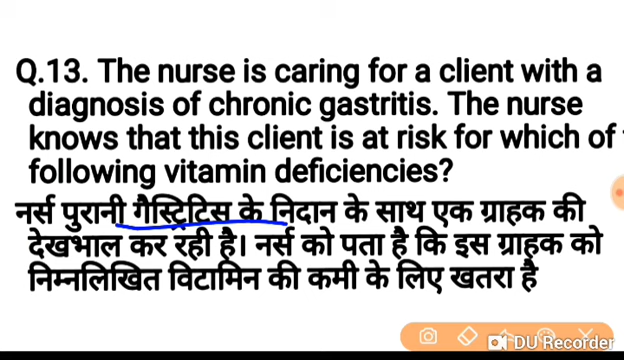 Q.13. The nurse is caring for a client with a
diagnosis of chronic gastritis. The nurse
knows that this client is at risk for which of
following vitamin deficiencies?
नर्स पुरानी गैस्ट्रिटिस के निदान के साथ एक ग्राहक की
देखभाल कर रही है। नर्स को पता है कि इस ग्राहक को
निम्नलिखित विटामिन की कमी के लिए खतरा है
DU Recorder